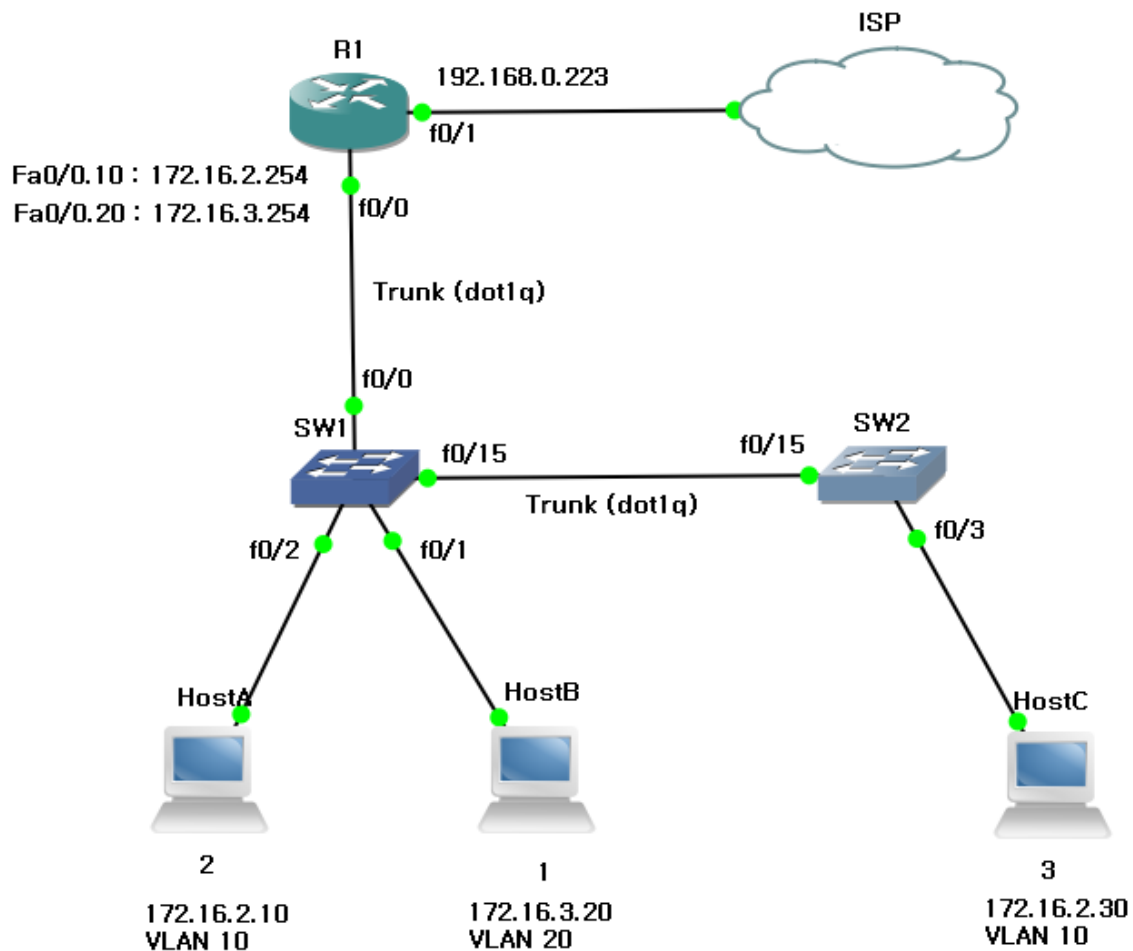 ISP
R1
192.168.0.223
f0/1
Fa0/0.10 : 172.16.2.254
Fa0/0.20 : 172.16.3.254
f0/0
Trunk (dot1q)
f0/0
SW1
SW2
f0/15
f0/15
Trunk (dot1q)
f0/2
f0/1
f0/3
HostA
HostB
HostC
2
1
3
172.16.2.10
VLAN 10
172.16.3.20
VLAN 20
172.16.2.30
VLAN 10